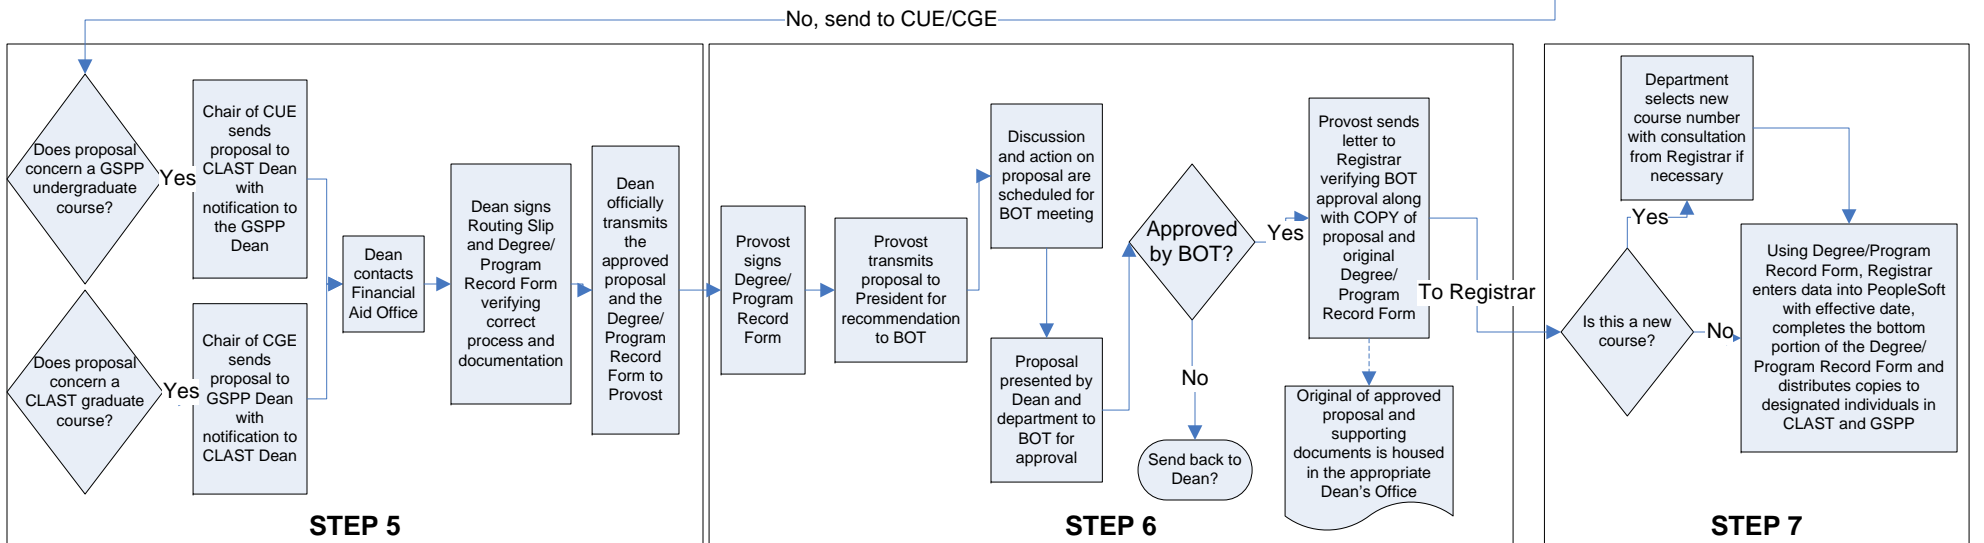 No, send to CUE/CGE
Does proposal
concern a GSPP
undergraduate
course?
Yes
Chair of CUE
sends
proposal to
CLAST Dean
with
notification to
the GSPP
Dean
Does proposal
concern a
CLAST graduate
course?
Yes
Chair of CGE
sends
proposal to
GSPP Dean
with
notification to
CLAST Dean
Dean
contacts
Financial
Aid Office
Dean signs
Routing Slip
and Degree/
Program
Record Form
verifying
correct
process and
documentation
Dean
officially
transmits
the
approved
proposal
and the
Degree/
Program
Record
Form to
Provost
STEP 5
Provost
signs
Degree/
Program
Record
Form
Provost
transmits
proposal to
President for
recommendation
to BOT
Discussion
and action on
proposal are
scheduled for
BOT meeting
Proposal
presented by
Dean and
department to
BOT for
approval
Approved
by BOT?
Yes
No
Send back to
Dean?
Provost sends
letter to
Registrar
verifying BOT
approval along
with COPY of
proposal and
original
Degree/
Program
Record Form
Original of approved
proposal and
supporting
documents is housed
in the appropriate
Dean's Office
To Registrar
STEP 6
Is this a new
course?
Yes
Department
selects new
course number
with consultation
from Registrar if
necessary
No
Using Degree/Program
Record Form, Registrar
enters data into PeopleSoft
with effective date,
completes the bottom
portion of the Degree/
Program Record Form and
distributes copies to
designated individuals in
CLAST and GSPP
STEP 7